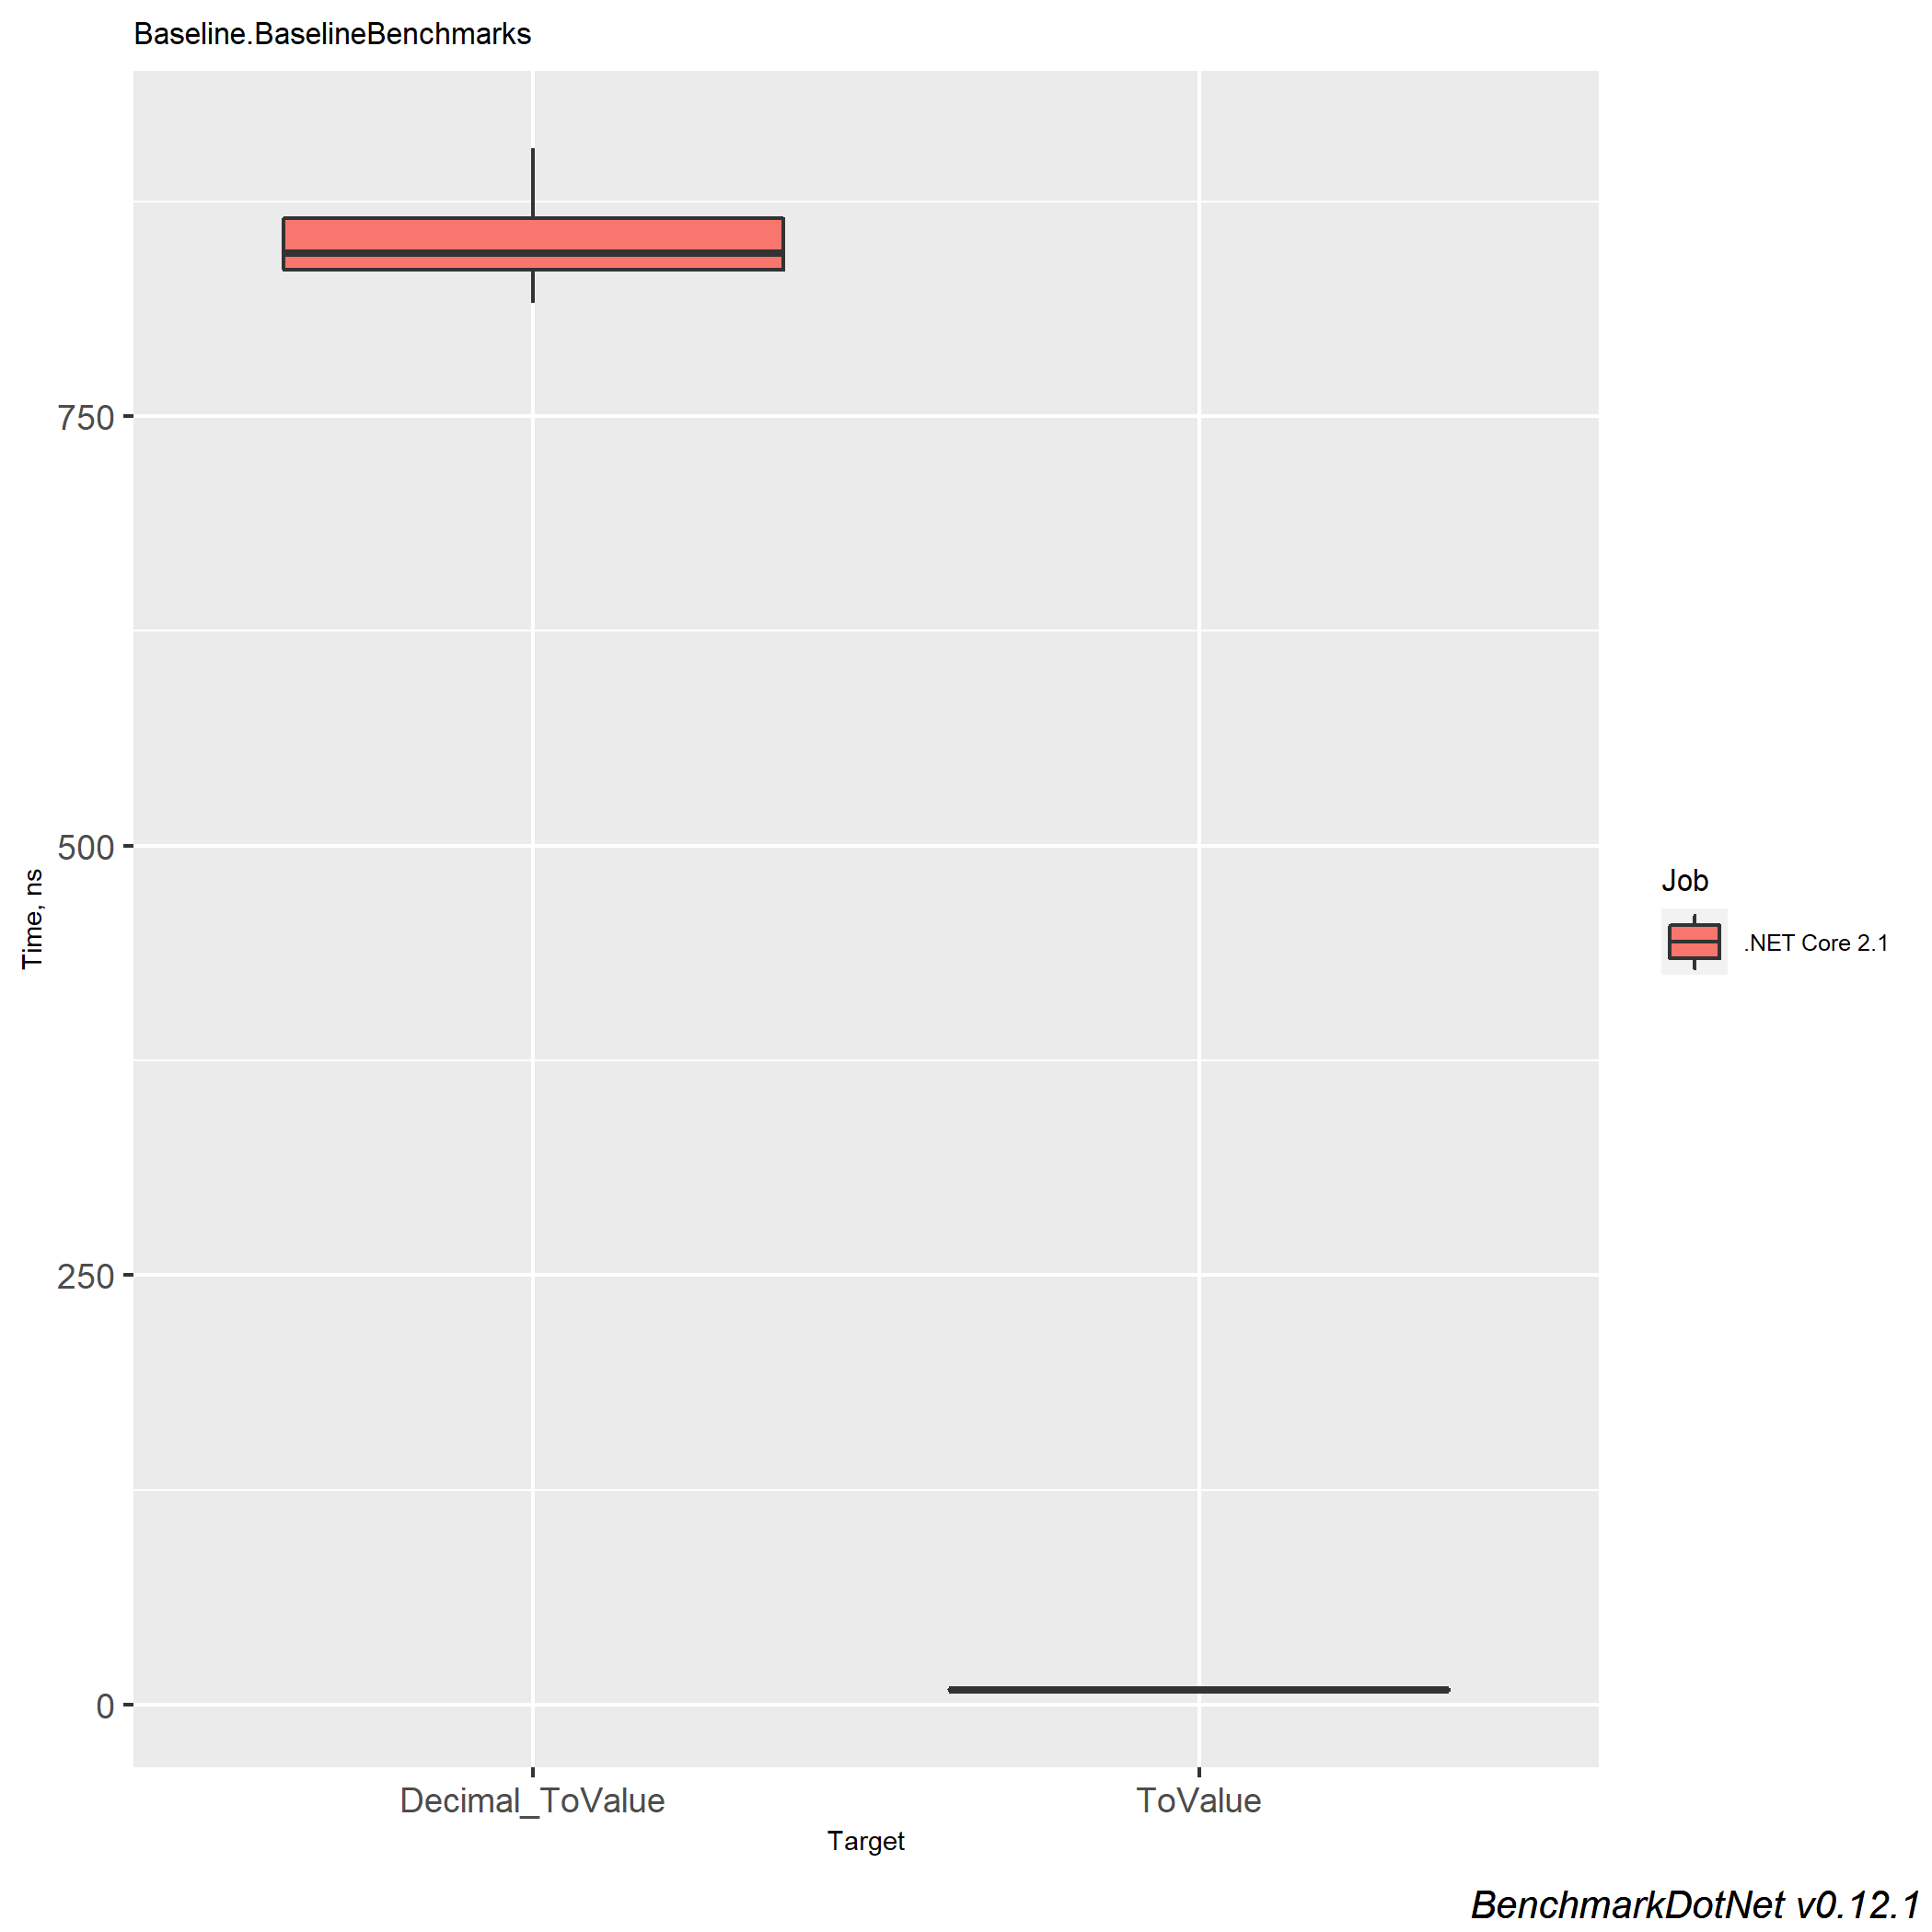 Baseline.BaselineBenchmarks
750
500
250
0
Time, ns
Decimal_ToValue
ToValue
Target
Job
.NET Core 2.1
BenchmarkDotNet v0.12.1